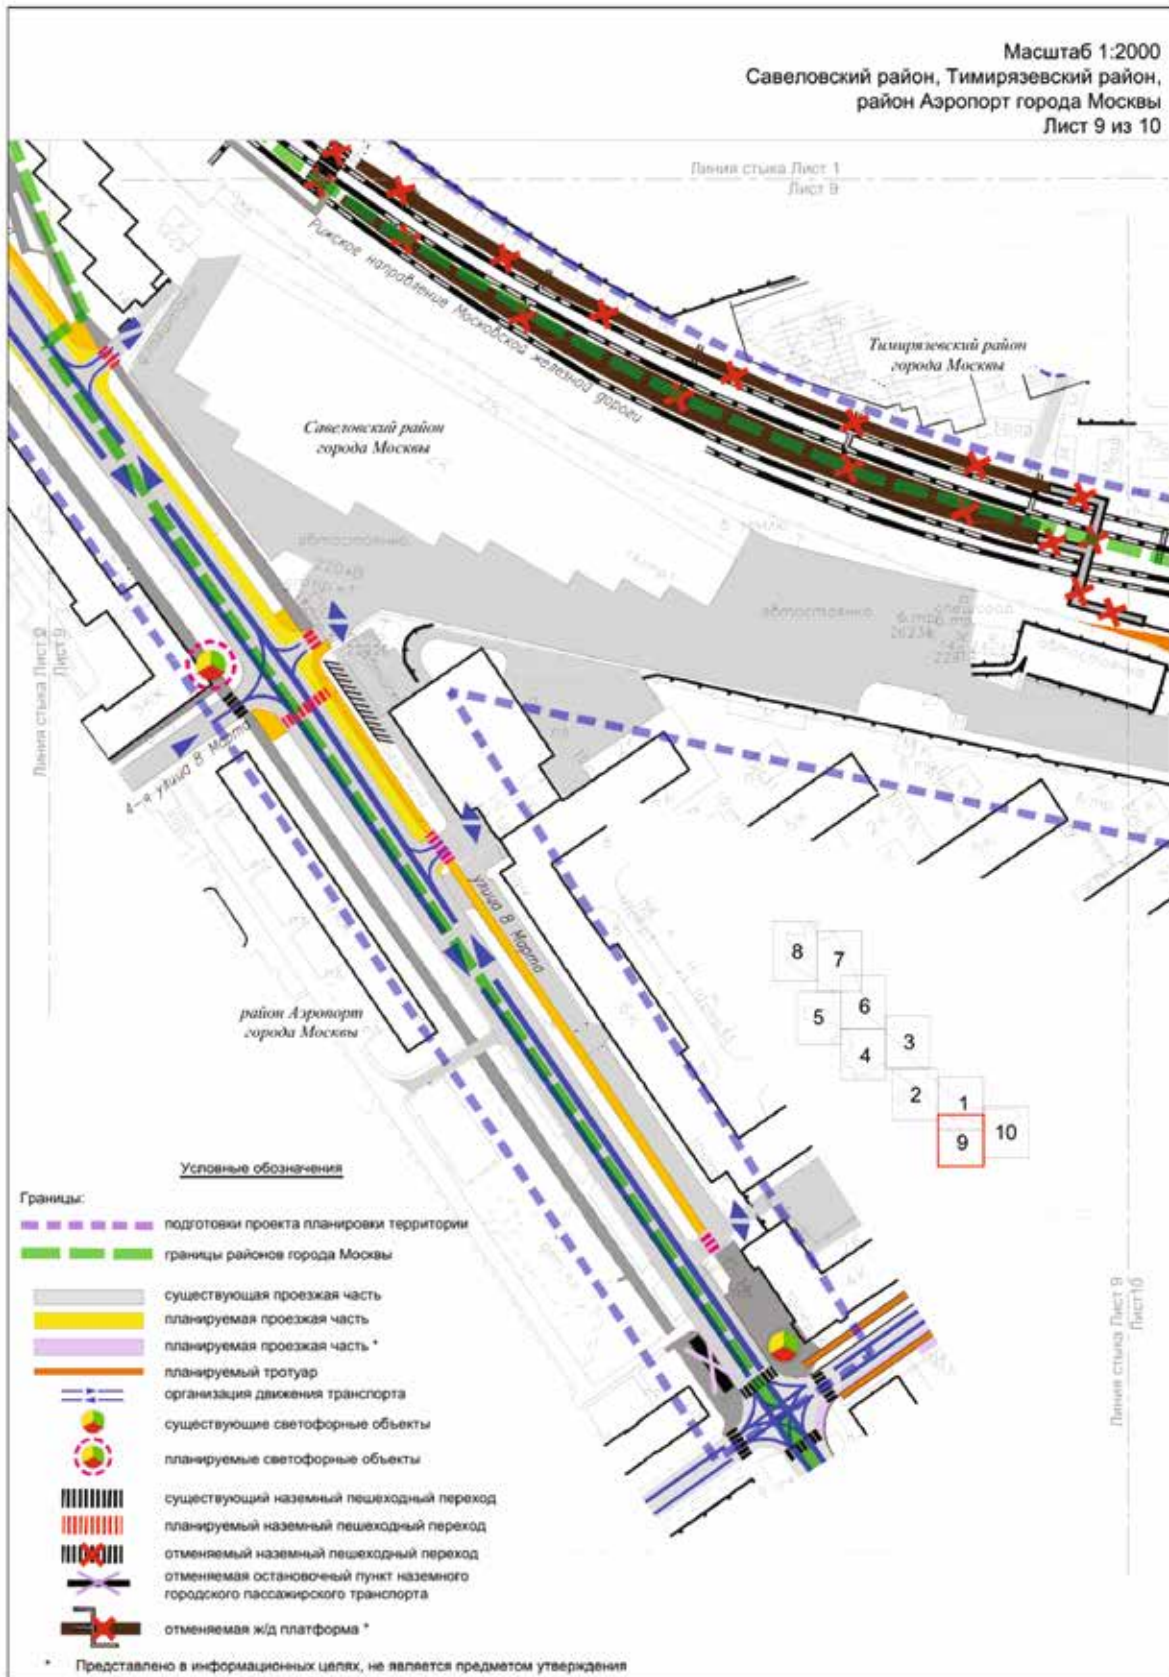 Масштаб 1:2000
Савеловский район, Тимирязевский район,
район Аэропорт города Москвы
Лист 9 из 10
Линия стыка Лист 1
Лист 9
Рижское направление Московской железной дороги
Тимирязевский район
города Москвы
Савеловский район
города Москвы
автостоянка
220кВ
автостоянка
автостоянка
Линия стыка Лист 2
Лист 9
4-я улица 8 Марта
улица 8 Марта
район Аэропорт
города Москвы
8
7
6
5
3
4
2
1
10
9
Линия стыка Лист 9
Лист10
Условные обозначения
Границы:
подготовки проекта планировки территории
границы районов города Москвы
существующая проезжая часть
планируемая проезжая часть
планируемая проезжая часть *
планируемый тротуар
организация движения транспорта
существующие светофорные объекты
планируемые светофорные объекты
существующий наземный пешеходный переход
планируемый наземный пешеходный переход
отменяемый наземный пешеходный переход
отменяемая остановочный пункт наземного
городского пассажирского транспорта
отменяемая ж/д платформа *
* Представлено в информационных целях, не является предметом утверждения